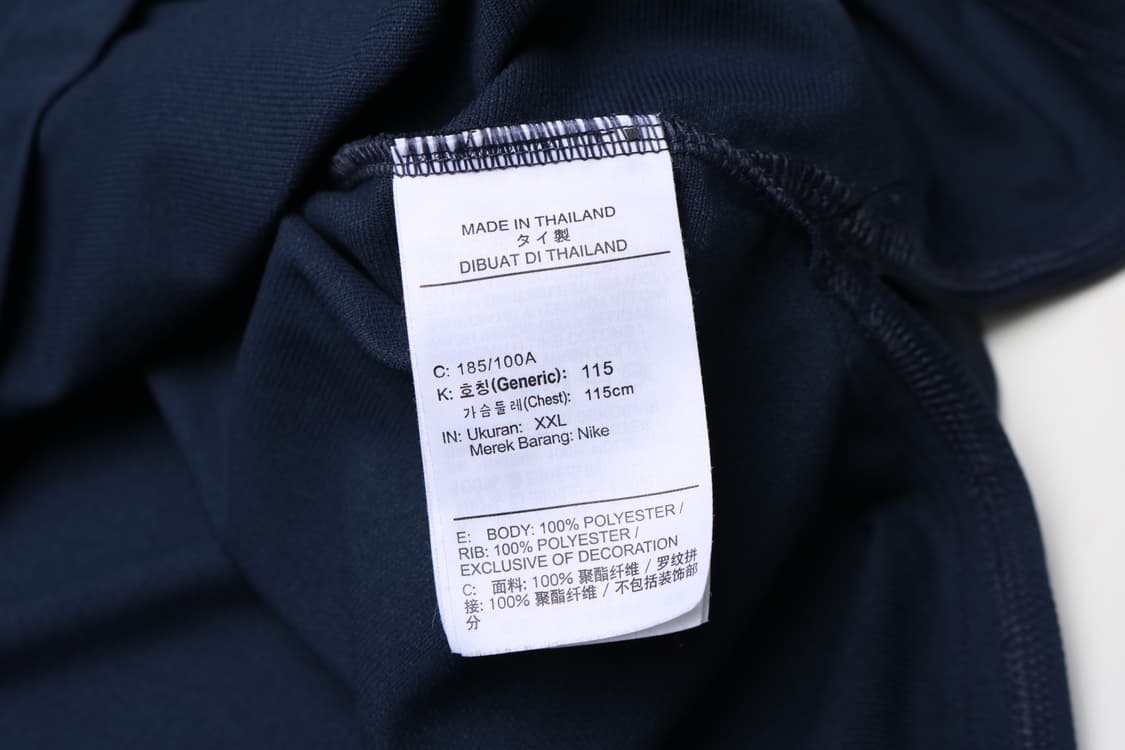 MADE IN THAILAND
タイ製
DIBUAT DI THAILAND
C: 185/100A
K: 호칭(Generic): 115
가슴둘레(Chest): 115cm
IN: Ukuran: XXL
Merek Barang: Nike
E: BODY: 100% POLYESTER /
RIB: 100% POLYESTER /
EXCLUSIVE OF DECORATION
C: 面料: 100% 聚酯纤维 / 罗纹拼
接: 100% 聚酯纤维 / 不包括装饰部
分